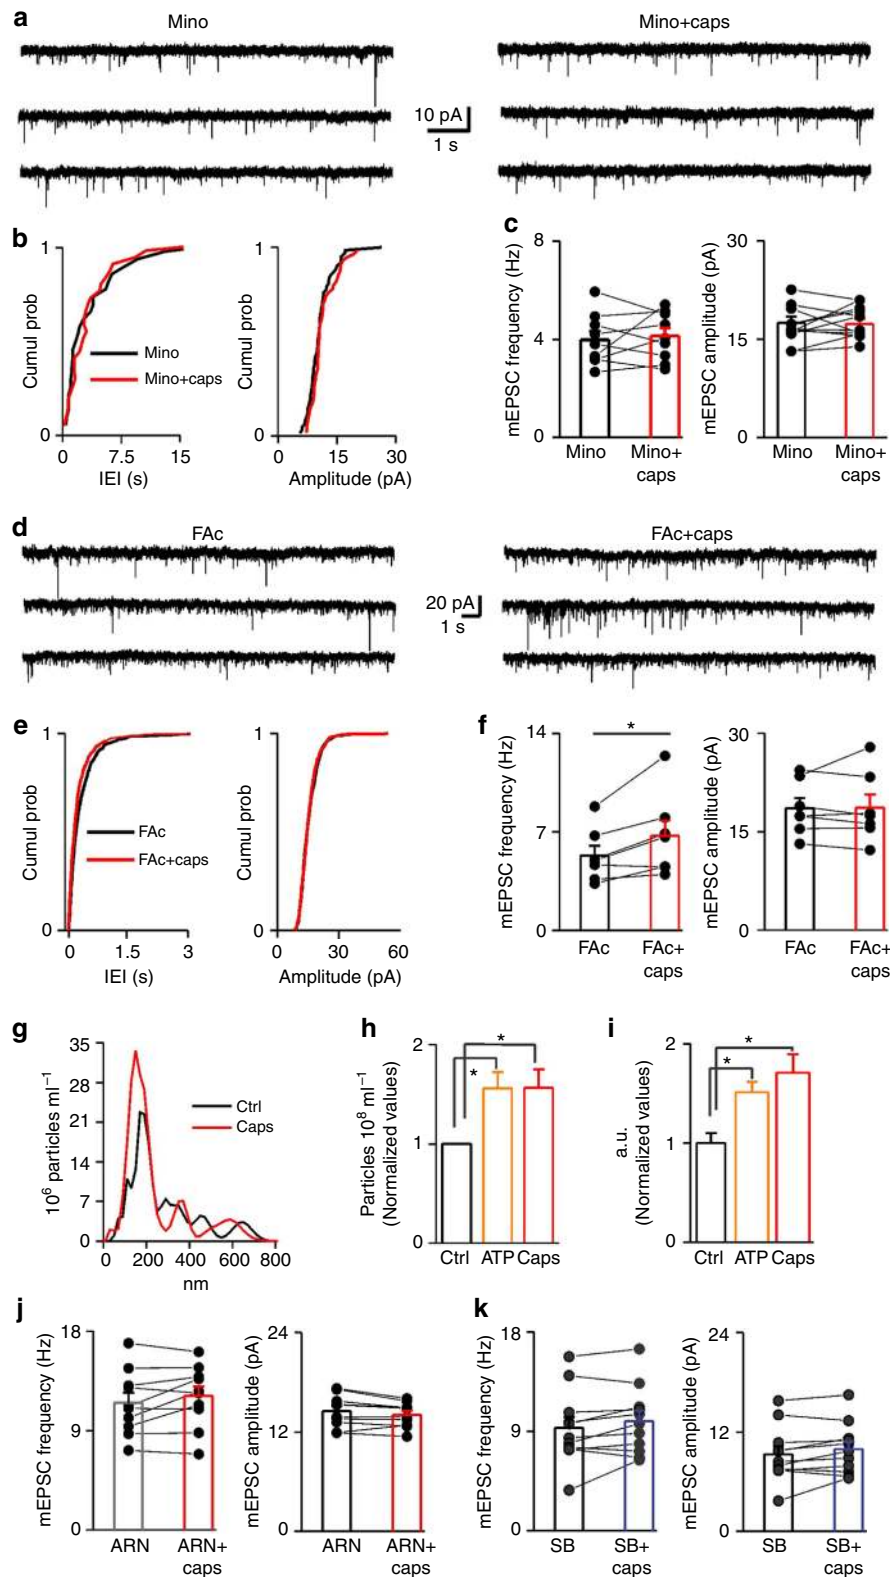 a
Mino
Mino+caps
10 pA
1 s
b
Cumul prob
1
0
Mino
Mino+caps
0 7.5 15
IEI (s)
Cumul prob
1
0
0 15 30
Amplitude (pA)
c
mEPSC frequency (Hz)
8
4
0
Mino Mino+
caps
mEPSC amplitude (pA)
30
15
0
Mino Mino+
caps
d
FAc
FAc+caps
20 pA
1 s
e
Cumul prob
1
0
FAc
FAc+caps
0 1.5 3
IEI (s)
Cumul prob
1
0
0 30 60
Amplitude (pA)
f
mEPSC frequency (Hz)
14
7
0
*
FAc FAc+
caps
mEPSC amplitude (pA)
30
15
0
FAc FAc+
caps
g
10⁶ particles ml⁻¹
35
28
21
14
7
0
Ctrl
Caps
0 200 400 600 800
nm
h
Particles 10⁸ ml⁻¹
(Normalized values)
2
1
0
*
*
Ctrl ATP Caps
i
a.u.
(Normalized values)
2
1
0
*
*
Ctrl ATP Caps
j
mEPSC frequency (Hz)
18
9
0
ARN ARN+
caps
mEPSC amplitude (pA)
24
12
0
ARN ARN+
caps
k
mEPSC frequency (Hz)
18
9
0
SB SB+
caps
mEPSC amplitude (pA)
24
12
0
SB SB+
caps